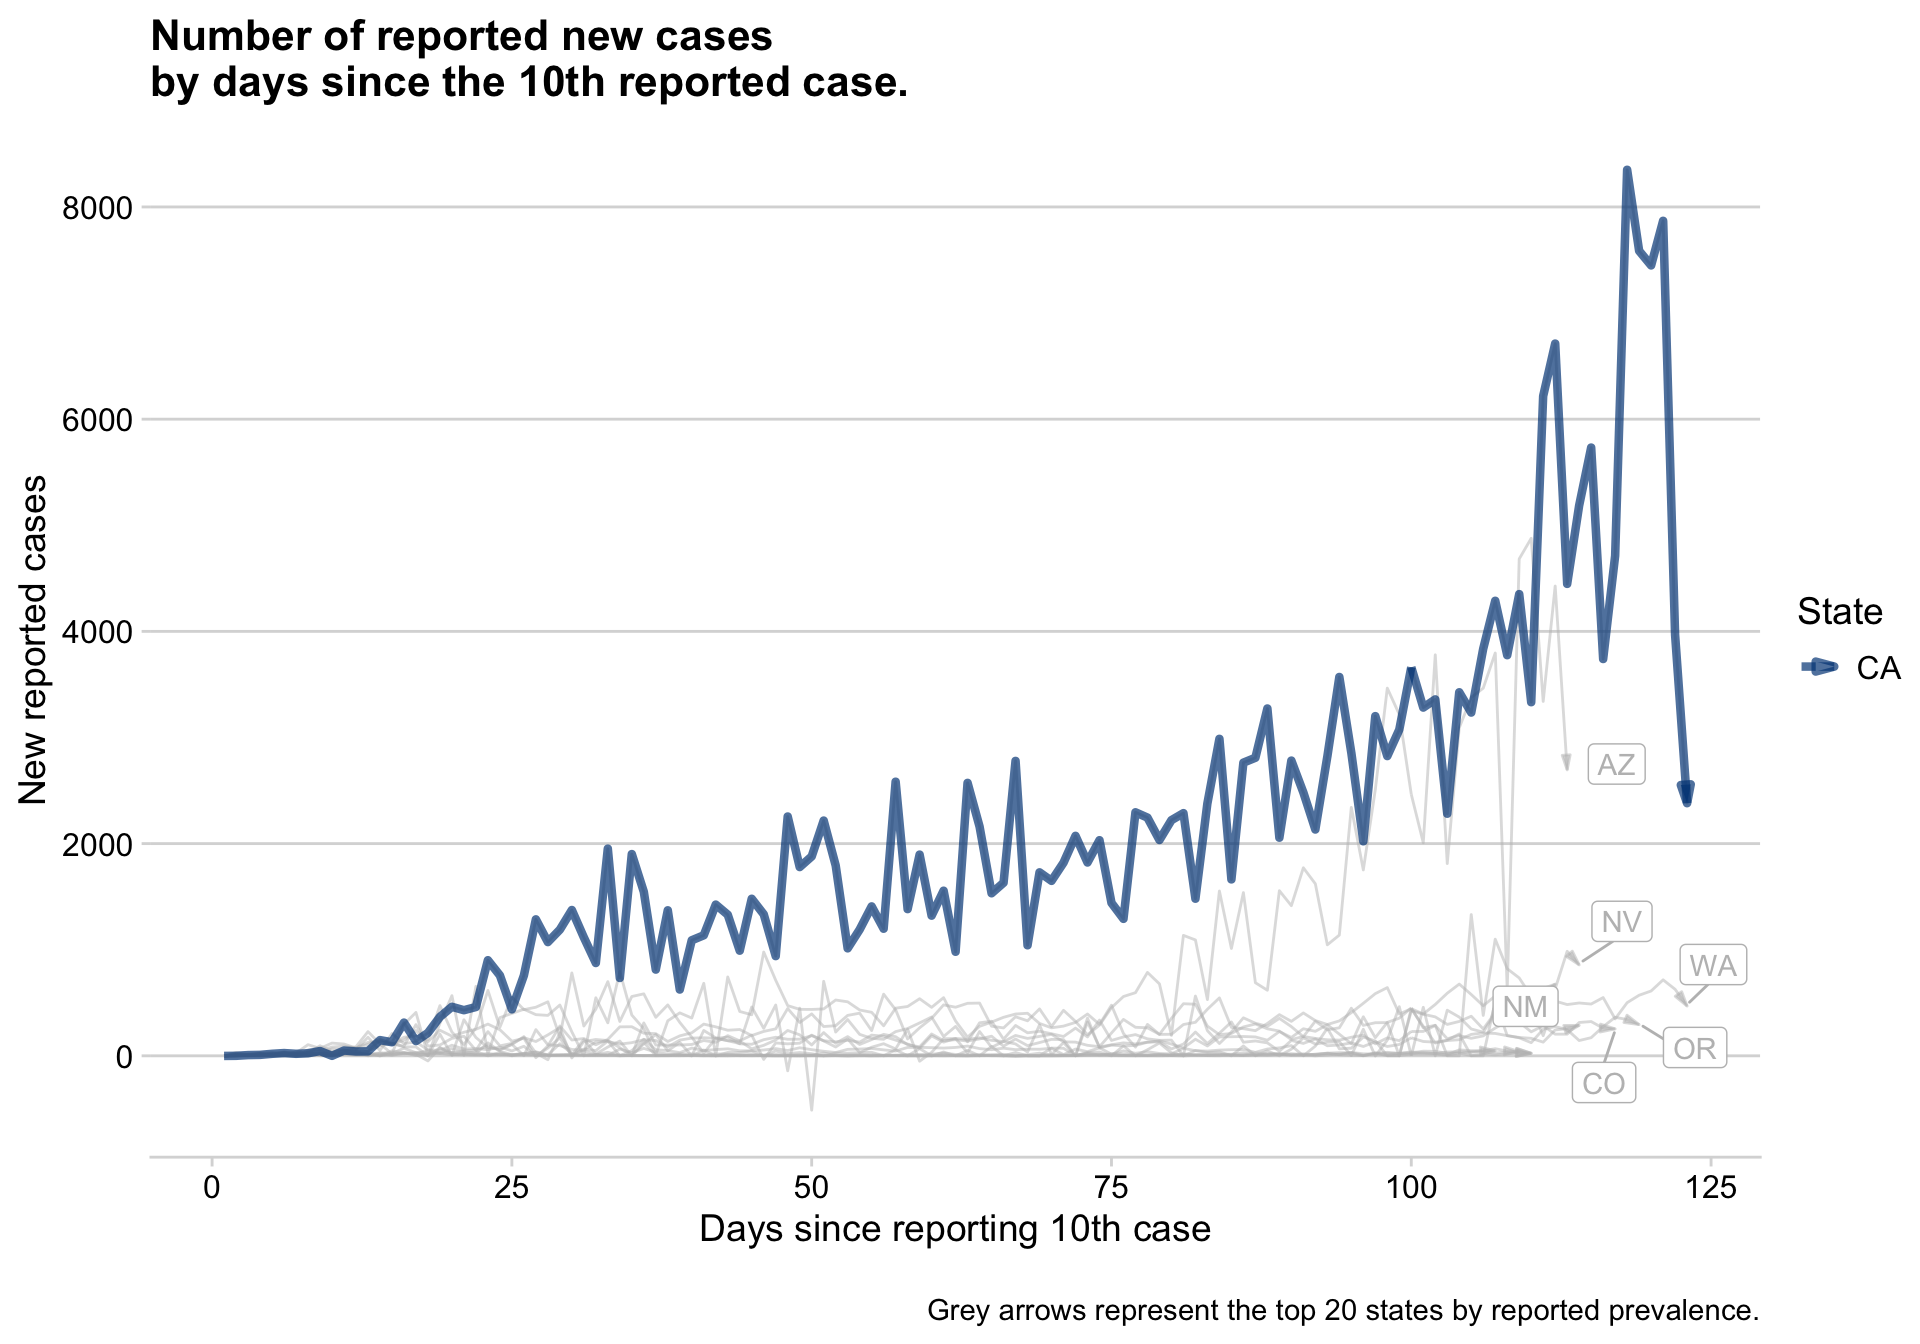 Number of reported new cases
by days since the 10th reported case.
New reported cases
8000
6000
4000
2000
0
0
25
50
75
100
125
Days since reporting 10th case
AZ
NV
WA
NM
OR
CO
State
CA
Grey arrows represent the top 20 states by reported prevalence.